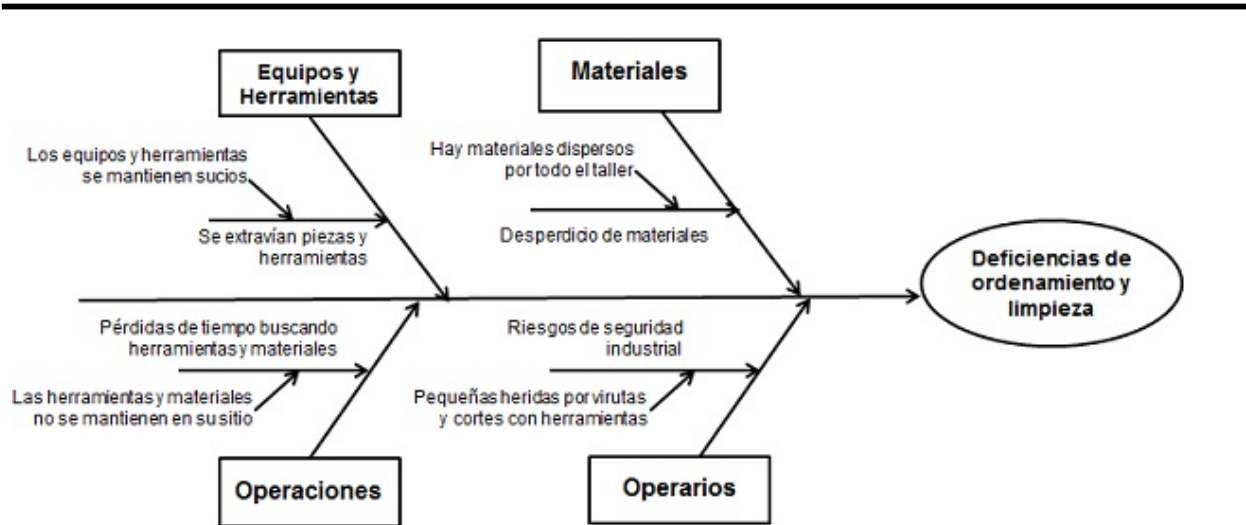 Equipos y
Herramientas
Materiales
Los equipos y herramientas
se mantienen sucios
Hay materiales dispersos
por todo el taller
Se extravían piezas y
herramientas
Desperdicio de materiales
Deficiencias de
ordenamiento y
limpieza
Pérdidas de tiempo buscando
herramientas y materiales
Riesgos de seguridad
industrial
Las herramientas y materiales
no se mantienen en su sitio
Pequeñas heridas por virutas
y cortes con herramientas
Operaciones
Operarios